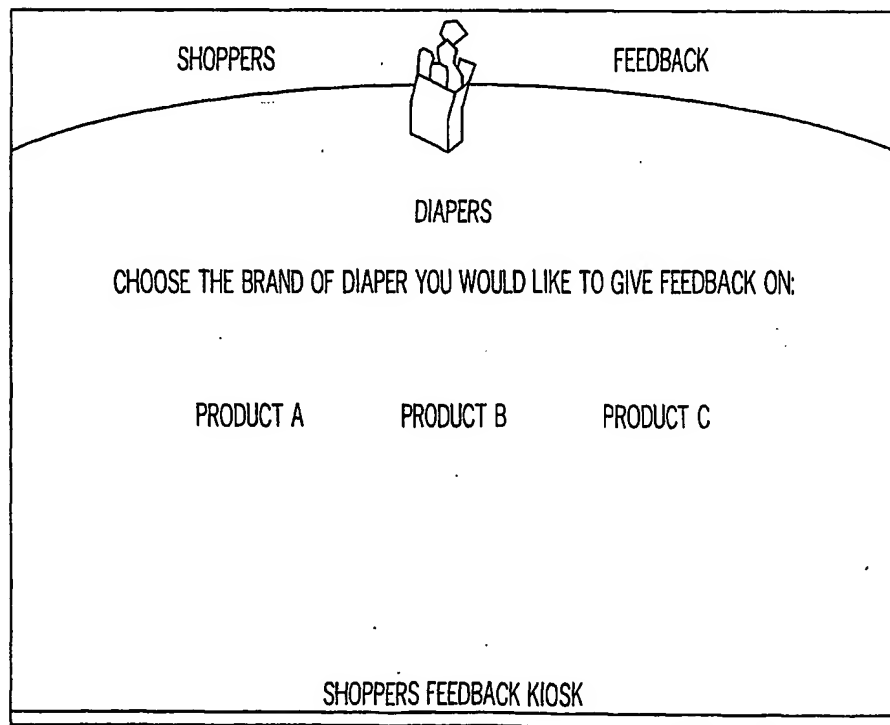 SHOPPERS FEEDBACK
DIAPERS
CHOOSE THE BRAND OF DIAPER YOU WOULD LIKE TO GIVE FEEDBACK ON:
PRODUCT A PRODUCT B PRODUCT C
SHOPPERS FEEDBACK KIOSK